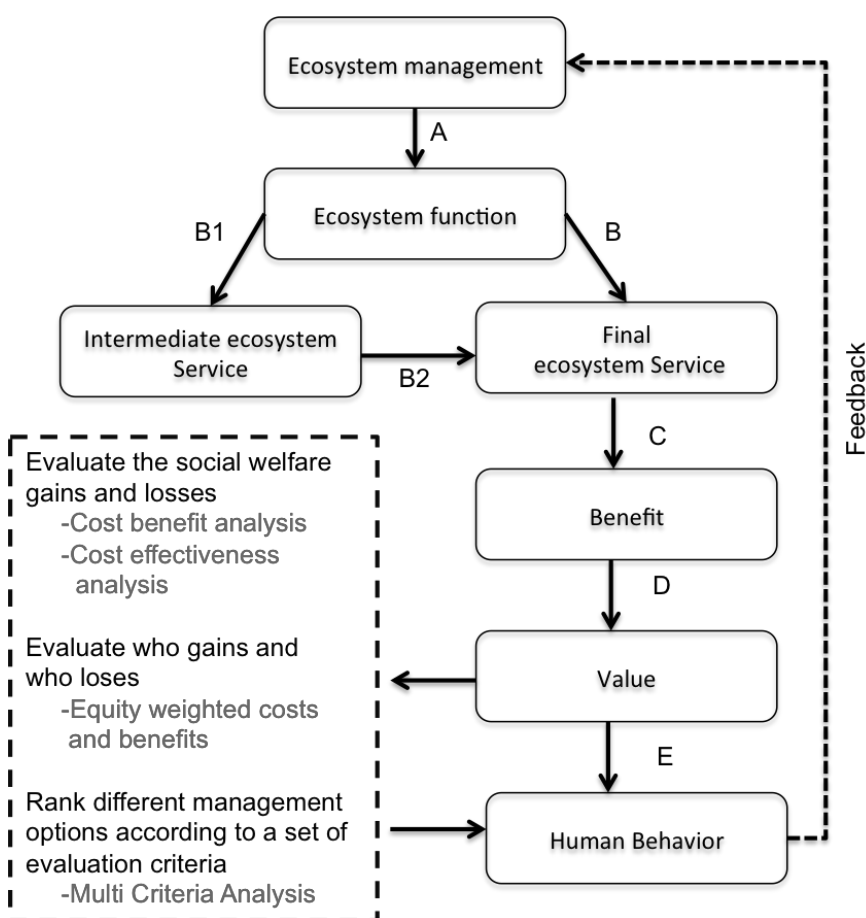 Ecosystem management
A
Ecosystem function
B1
B
Intermediate ecosystem
Service
B2
Final
ecosystem Service
C
Benefit
D
Value
E
Human Behavior
Feedback
Evaluate the social welfare
gains and losses
-Cost benefit analysis
-Cost effectiveness
analysis
Evaluate who gains and
who loses
-Equity weighted costs
and benefits
Rank different management
options according to a set of
evaluation criteria
-Multi Criteria Analysis